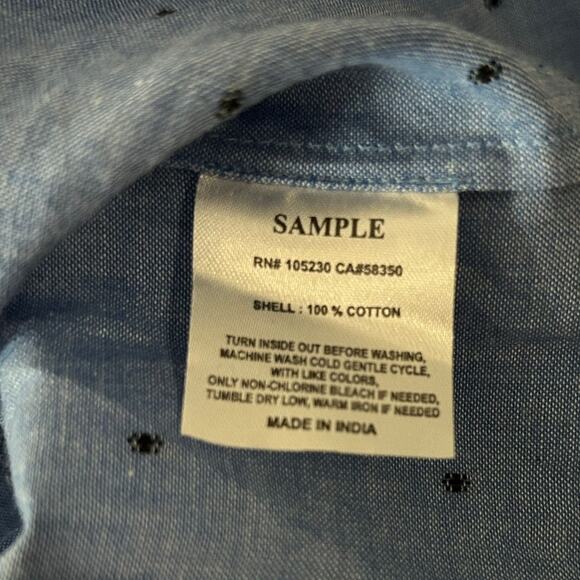 SAMPLE
RN# 105230 CA#58350
SHELL : 100 % COTTON
TURN INSIDE OUT BEFORE WASHING,
MACHINE WASH COLD GENTLE CYCLE,
WITH LIKE COLORS,
ONLY NON-CHLORINE BLEACH IF NEEDED,
TUMBLE DRY LOW, WARM IRON IF NEEDED
MADE IN INDIA